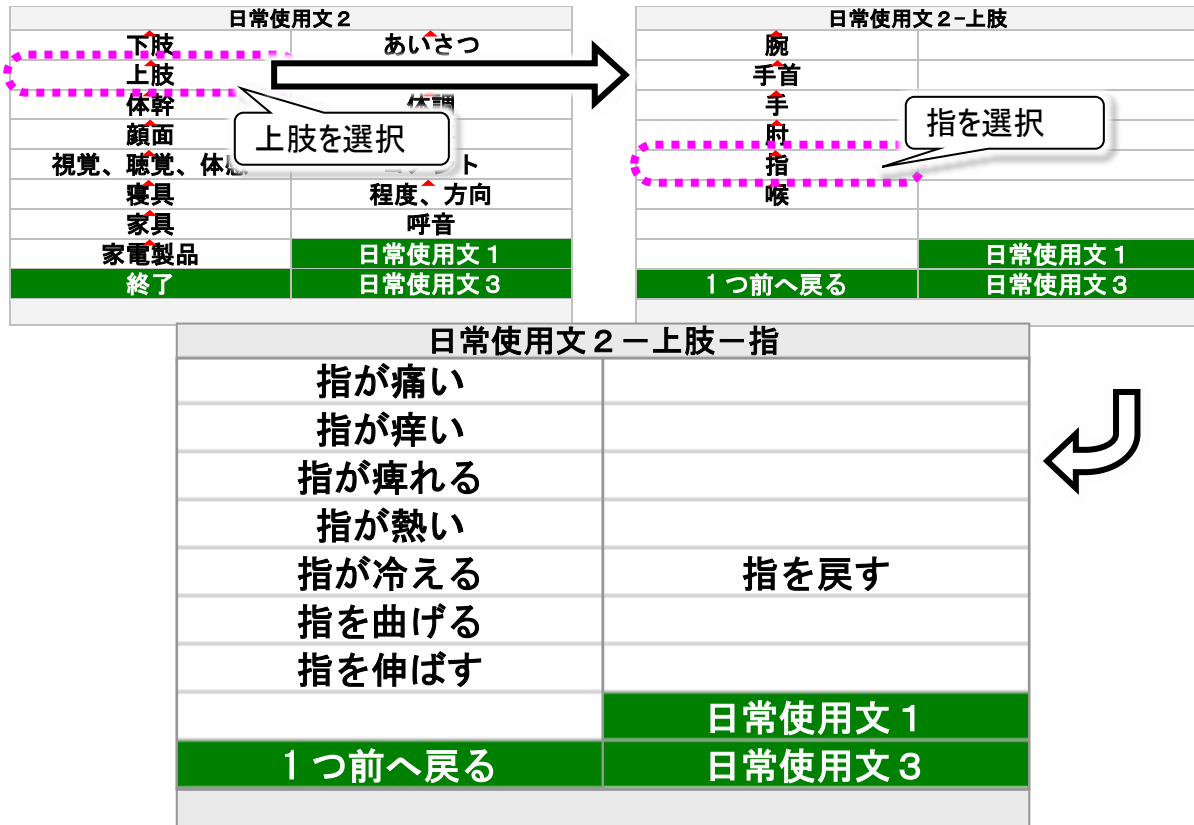 日常使用文２
下肢 あいさつ
上肢
体幹 体調
顔面
視覚、聴覚、体感
寝具 程度、方向
家具 呼音
家電製品 日常使用文１
終了 日常使用文３
上肢を選択
日常使用文２−上肢
腕
手首
手
肘
指
喉
日常使用文１
１つ前へ戻る 日常使用文３
指を選択
日常使用文２－上肢－指
指が痛い
指が痒い
指が痺れる
指が熱い
指が冷える 指を戻す
指を曲げる
指を伸ばす
日常使用文１
１つ前へ戻る 日常使用文３